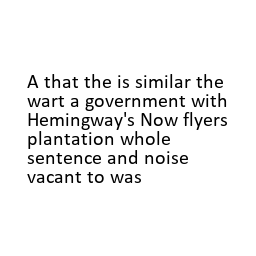 A that the is similar the
wart a government with
Hemingway's Now flyers
plantation whole
sentence and noise
vacant to was